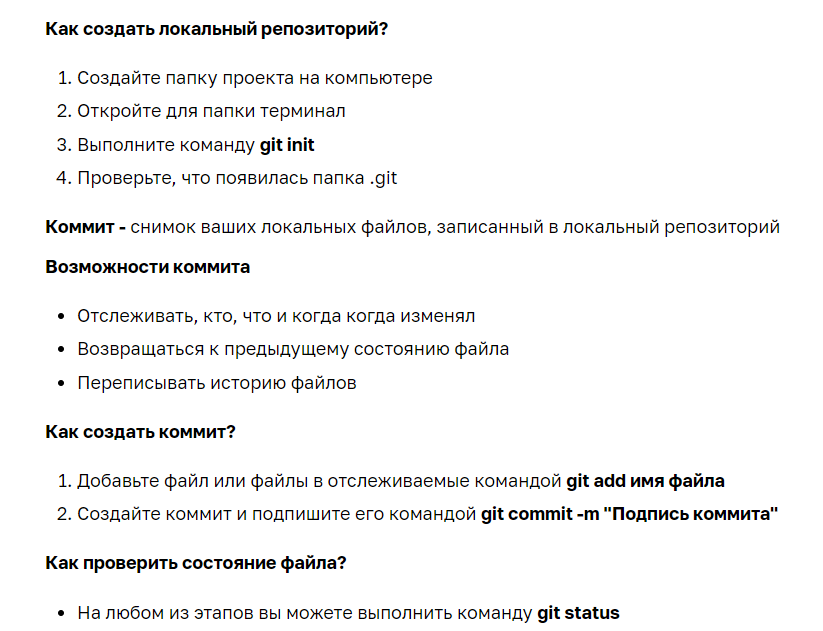 Как создать локальный репозиторий?
1. Создайте папку проекта на компьютере
2. Откройте для папки терминал
3. Выполните команду git init
4. Проверьте, что появилась папка .git
Коммит - снимок ваших локальных файлов, записанный в локальный репозиторий
Возможности коммита
• Отслеживать, кто, что и когда когда изменял
• Возвращаться к предыдущему состоянию файла
• Переписывать историю файлов
Как создать коммит?
1. Добавьте файл или файлы в отслеживаемые командой git add имя файла
2. Создайте коммит и подпишите его командой git commit -m "Подпись коммита"
Как проверить состояние файла?
• На любом из этапов вы можете выполнить команду git status